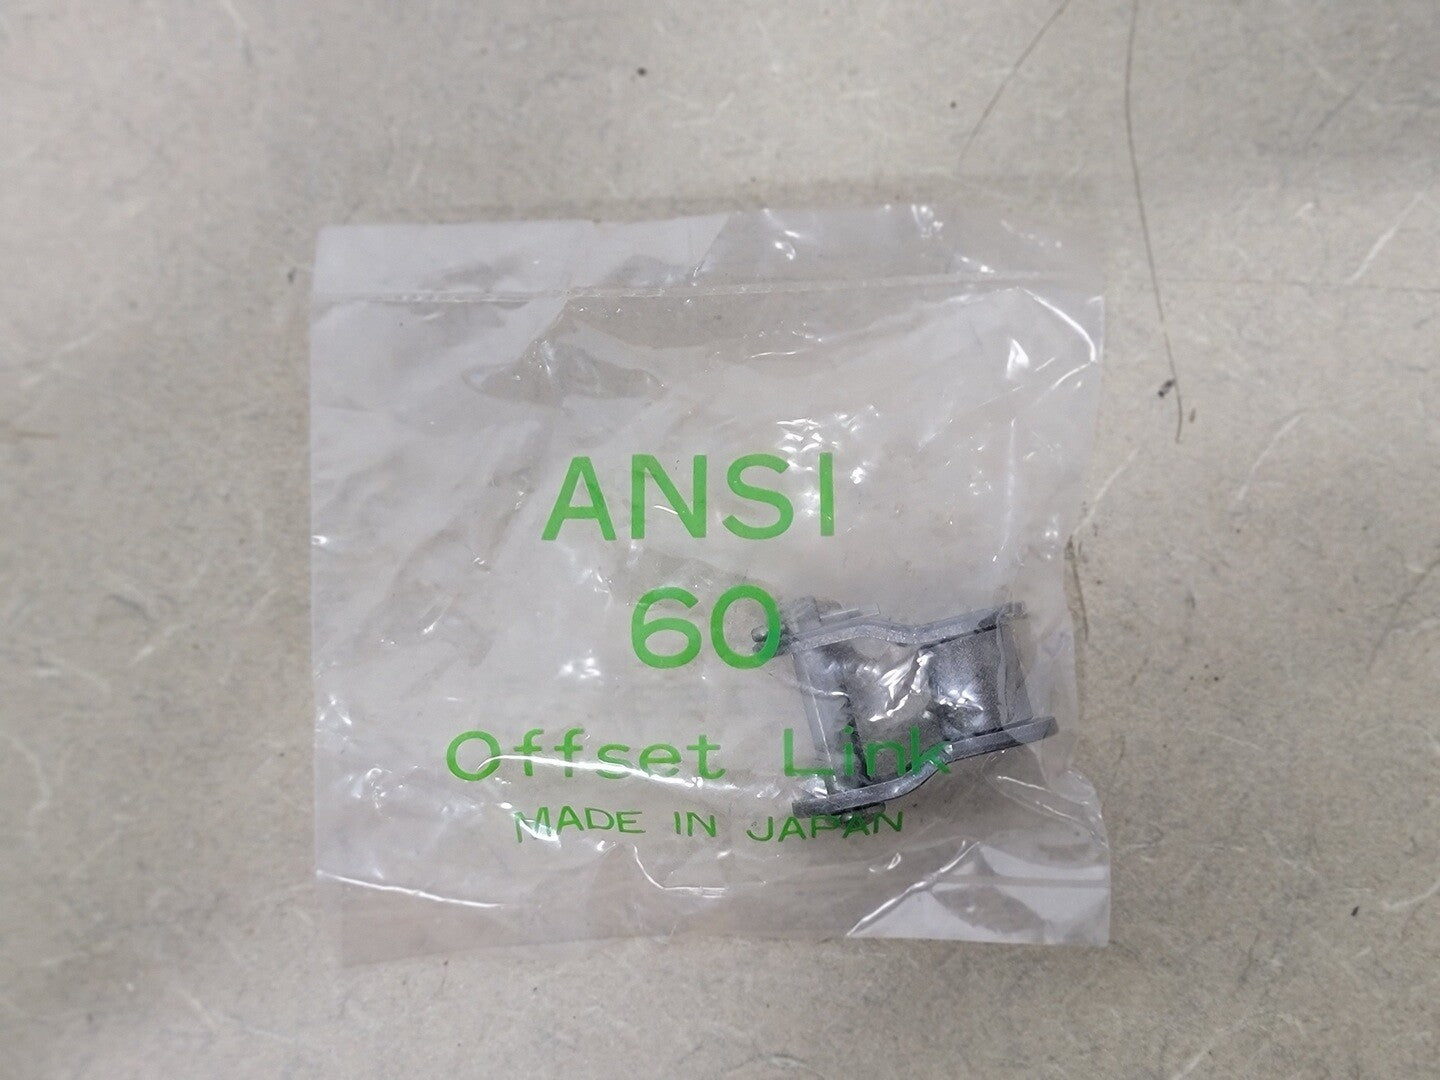 ANSI
60
Offset Link
MADE IN JAPAN